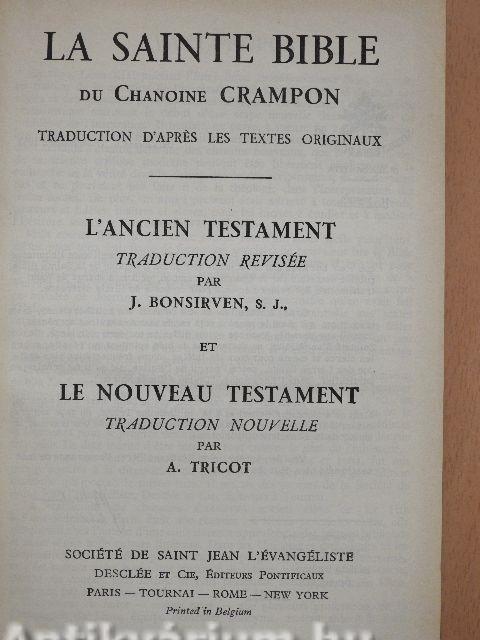 LA SAINTE BIBLE
DU CHANOINE CRAMPON
TRADUCTION D'APRÈS LES TEXTES ORIGINAUX
L'ANCIEN TESTAMENT
TRADUCTION REVISÉE
PAR
J. BONSIRVEN, S. J.,
ET
LE NOUVEAU TESTAMENT
TRADUCTION NOUVELLE
PAR
A. TRICOT
SOCIÉTÉ DE SAINT JEAN L'ÉVANGÉLISTE
DESCLÉE ET CIE, ÉDITEURS PONTIFICAUX
PARIS — TOURNAI — ROME — NEW YORK
Printed in Belgium
Antikvárium.hu